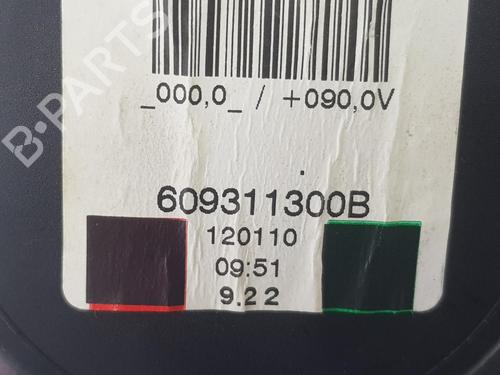 B-PARTS
_000,0_ / +090,0V
609311300B
120110
09:51
9.22